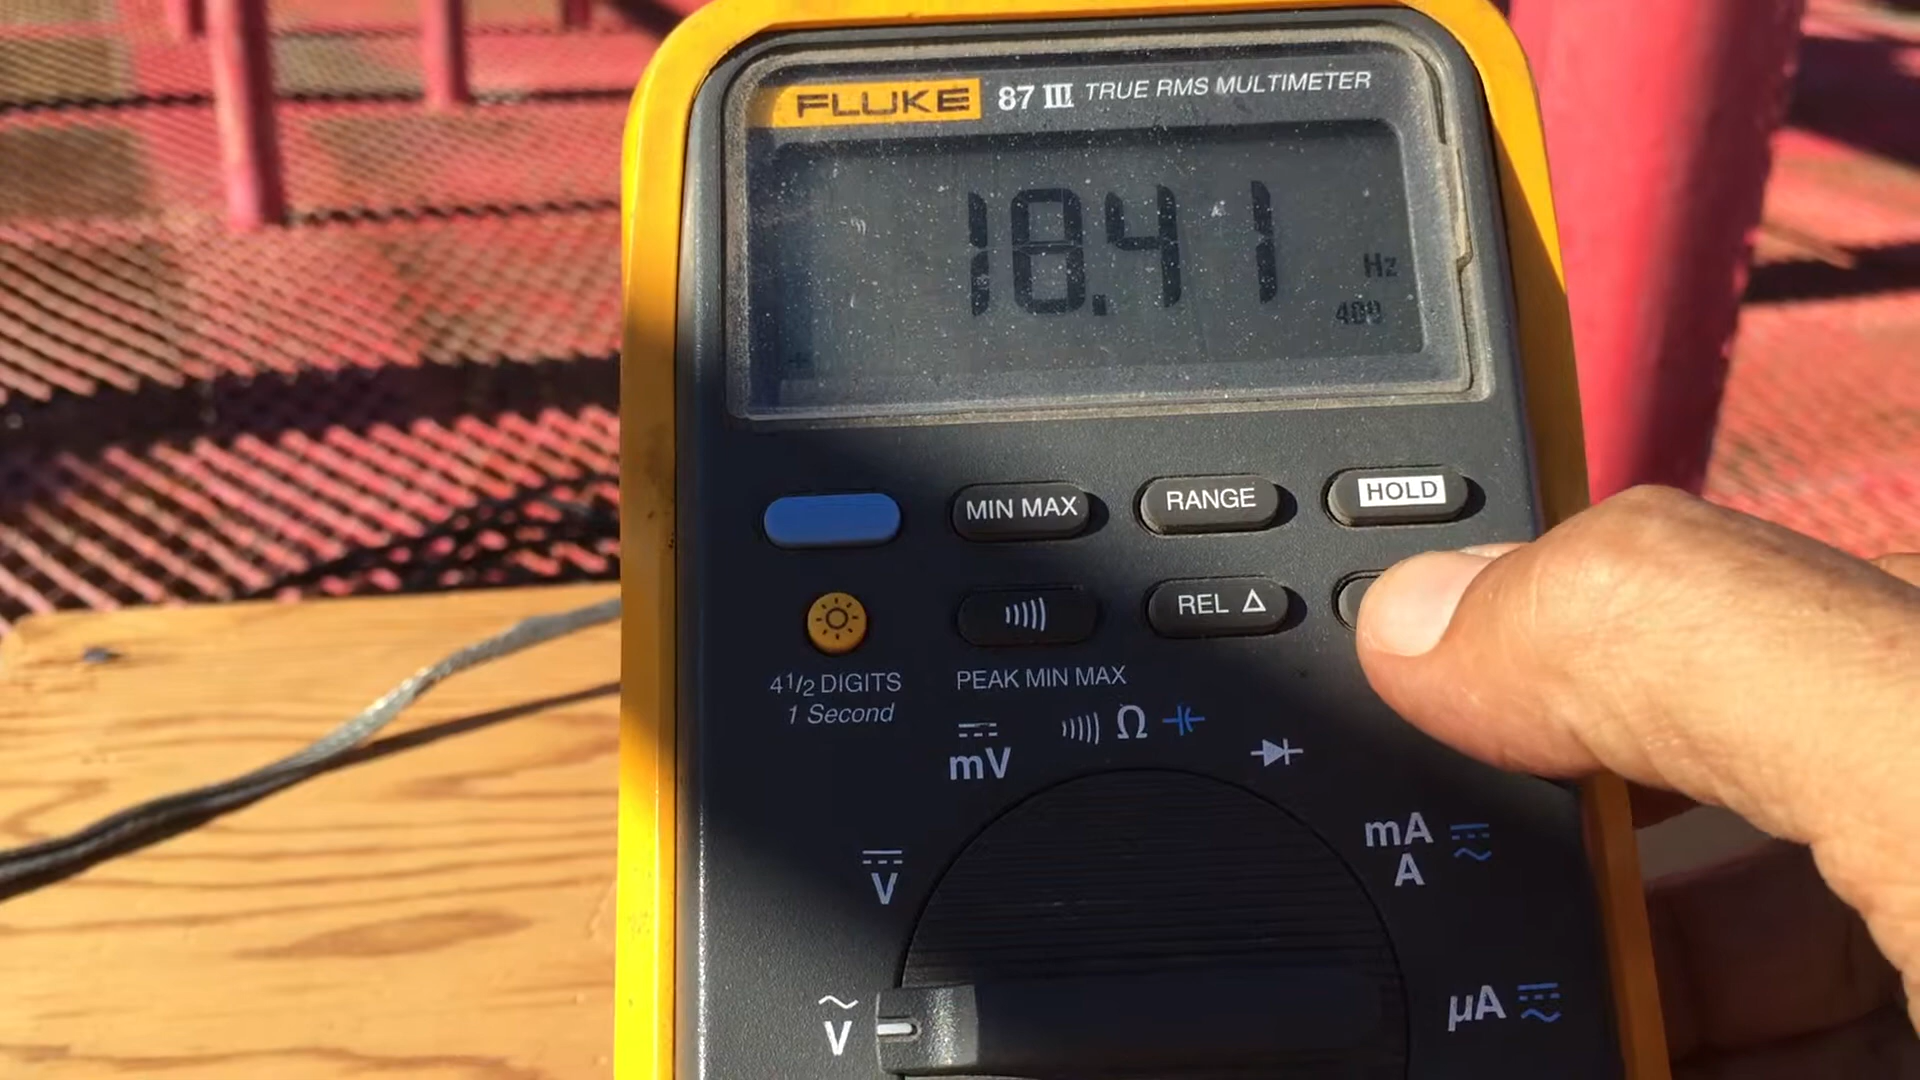 FLUKE 87 III TRUE RMS MULTIMETER
18.41
Hz
400
MIN MAX RANGE HOLD
REL Δ
4 1/2 DIGITS
1 Second
PEAK MIN MAX
mV
Ω
V
mA
A
V
µA